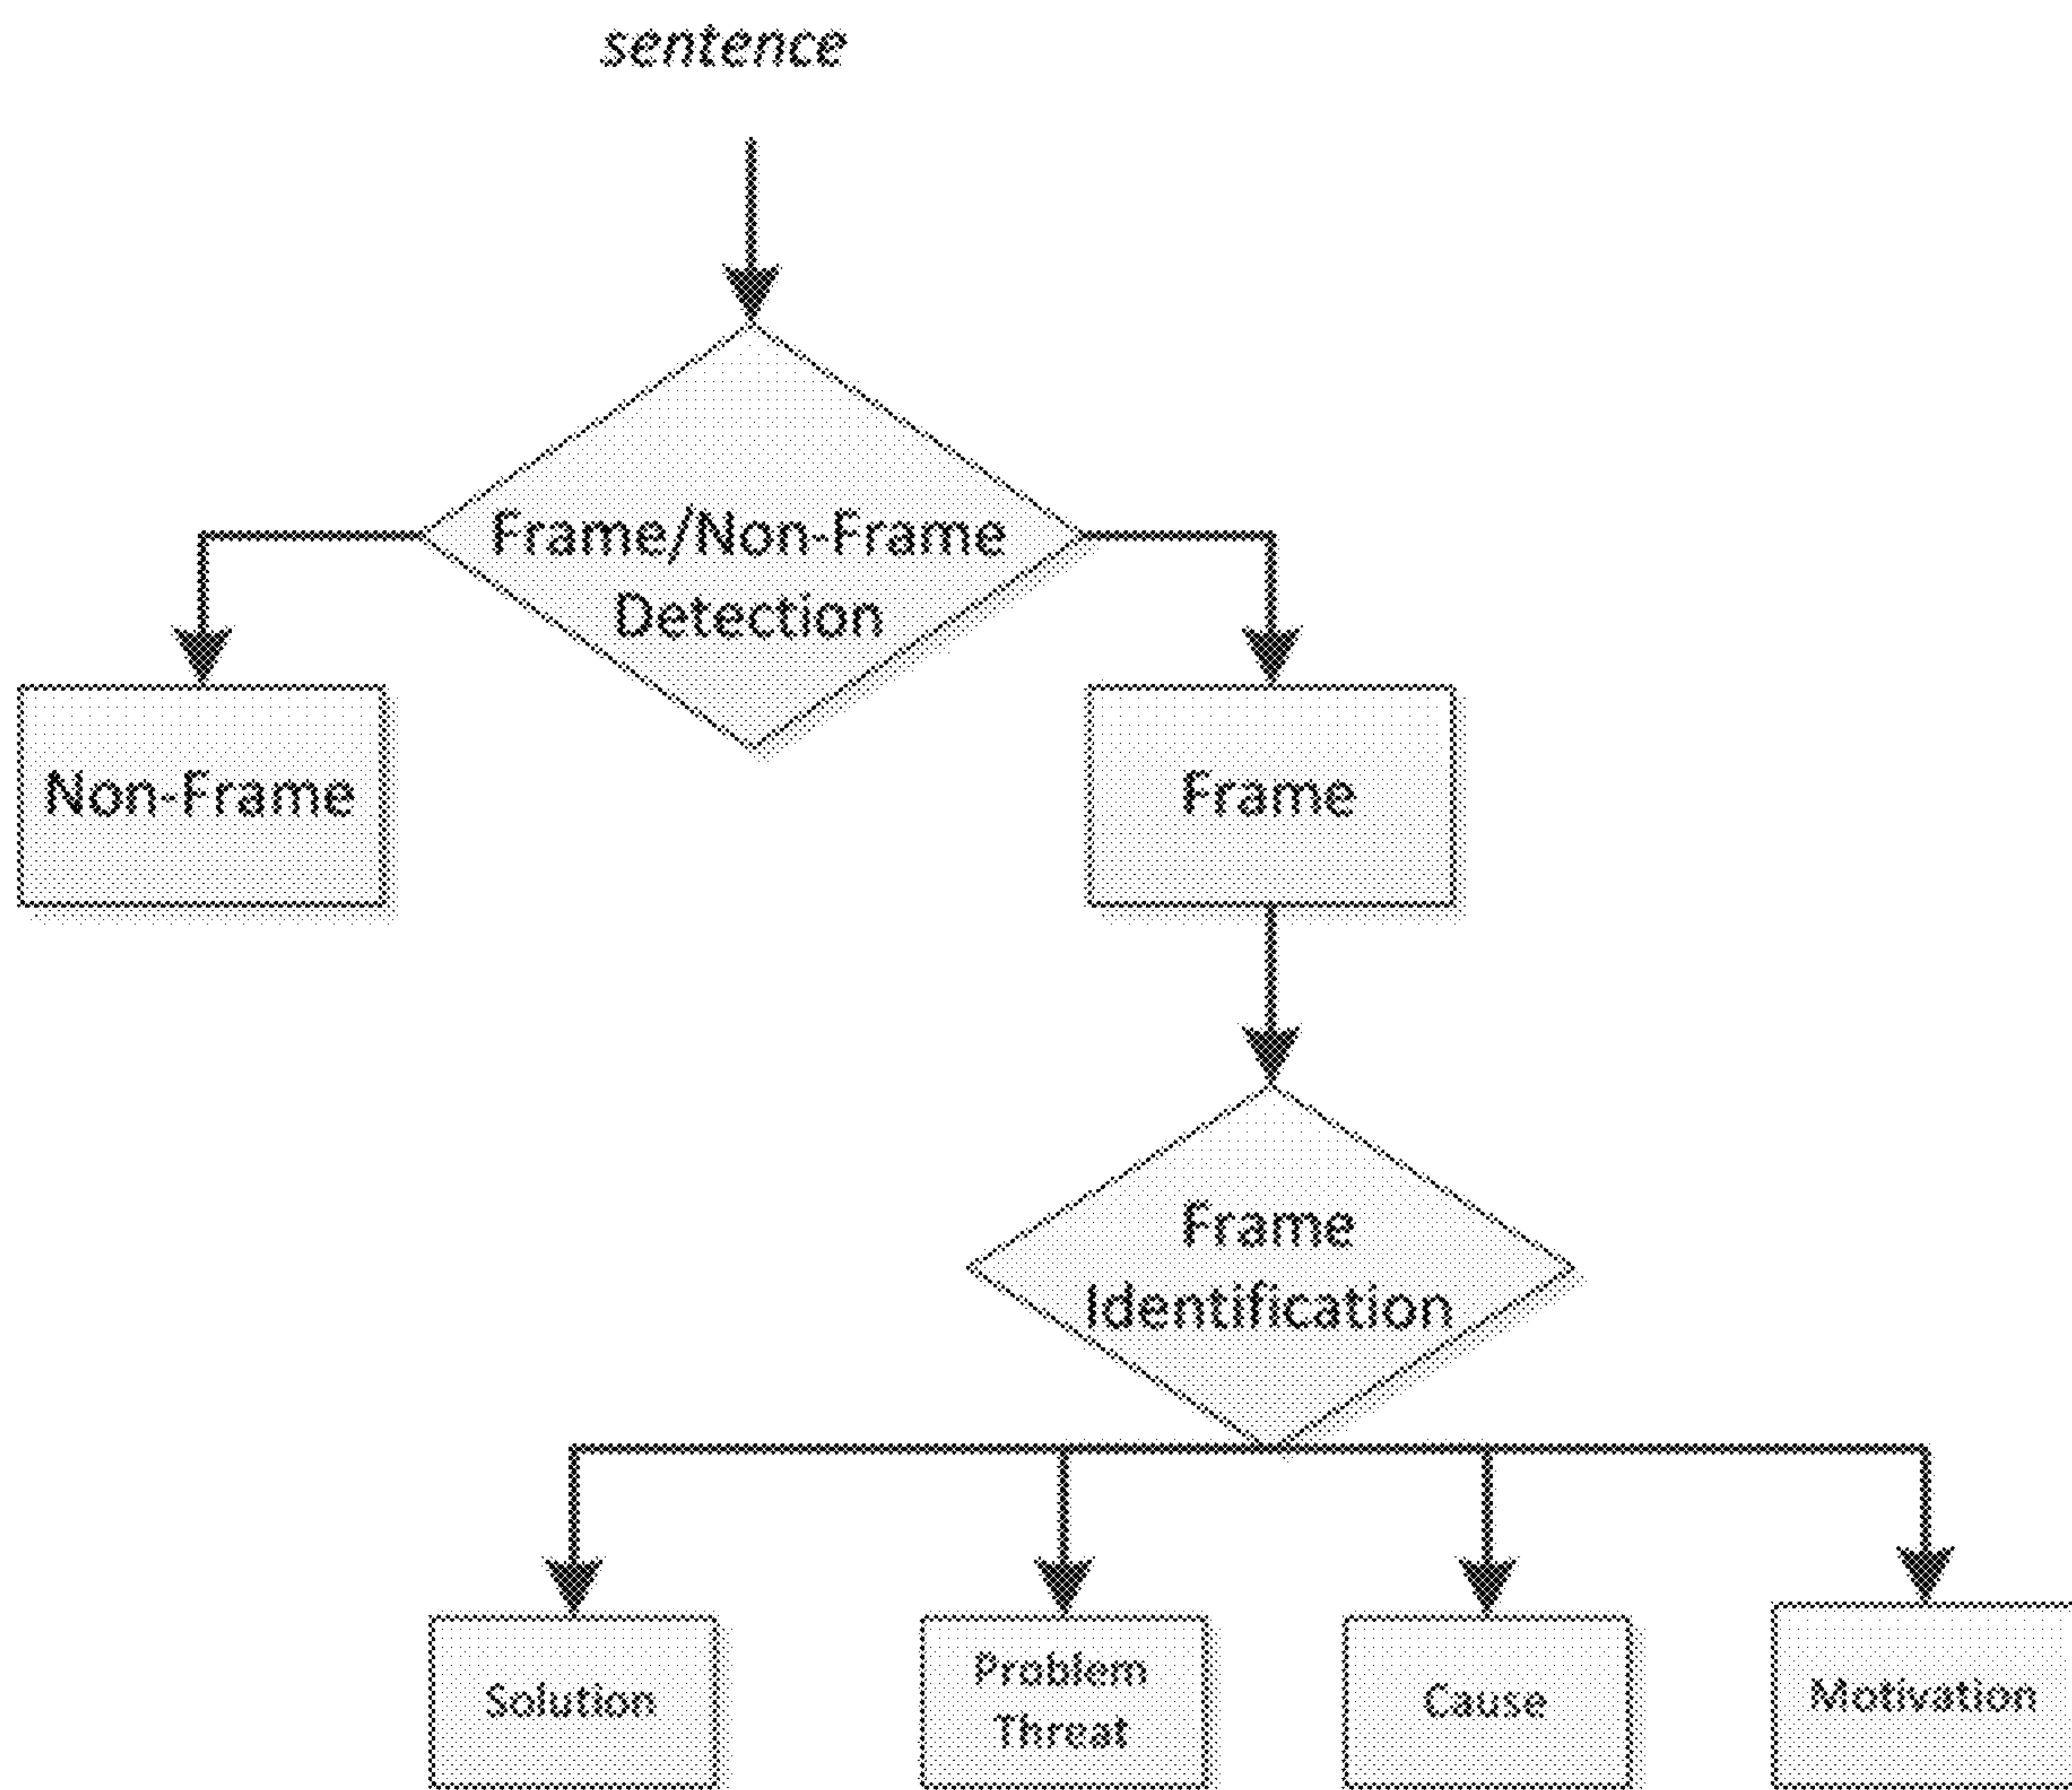 sentence
Frame/Non-Frame
Detection
Non-Frame
Frame
Frame
Identification
Solution
Problem
Threat
Cause
Motivation